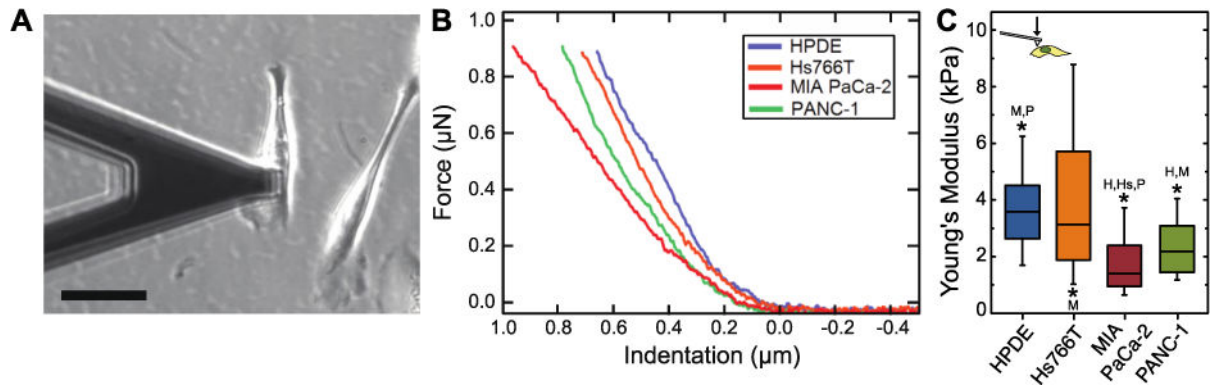 A
B
Force (µN)
1.0
0.8
0.6
0.4
0.2
0.0
HPDE
Hs766T
MIA PaCa-2
PANC-1
1.0 0.8 0.6 0.4 0.2 0.0 -0.2 -0.4
Indentation (µm)
C
Young's Modulus (kPa)
10
8
6
4
2
0
M,P
*
*
M
H,Hs,P
*
H,M
*
HPDE
Hs766T
MIA
PaCa-2
PANC-1